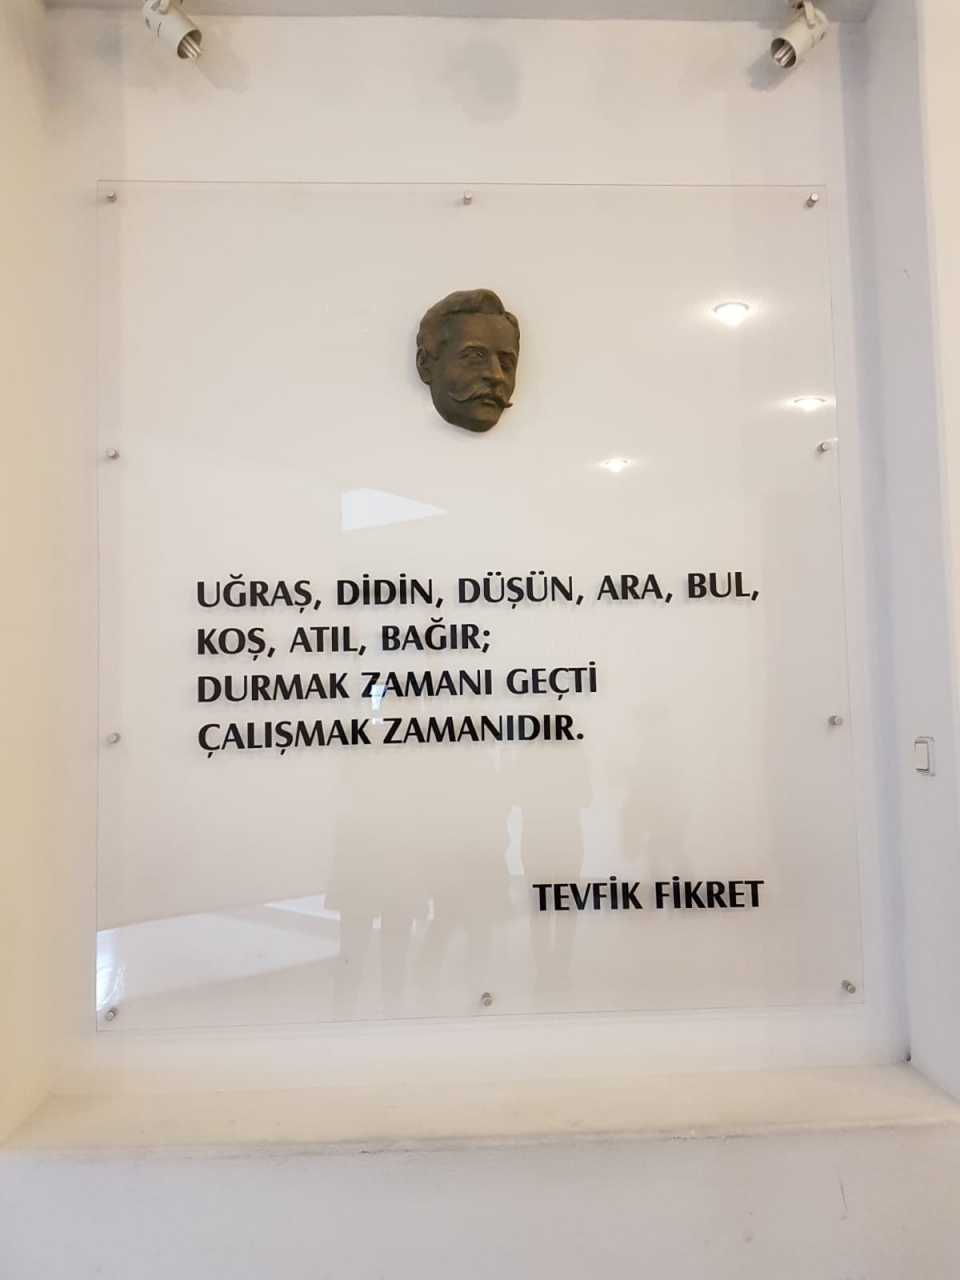 UĞRAŞ, DİDİN, DÜŞÜN, ARA, BUL,
KOŞ, ATIL, BAĞIR;
DURMAK ZAMANI GEÇTİ
ÇALIŞMAK ZAMANIDIR.
TEVFİK FİKRET